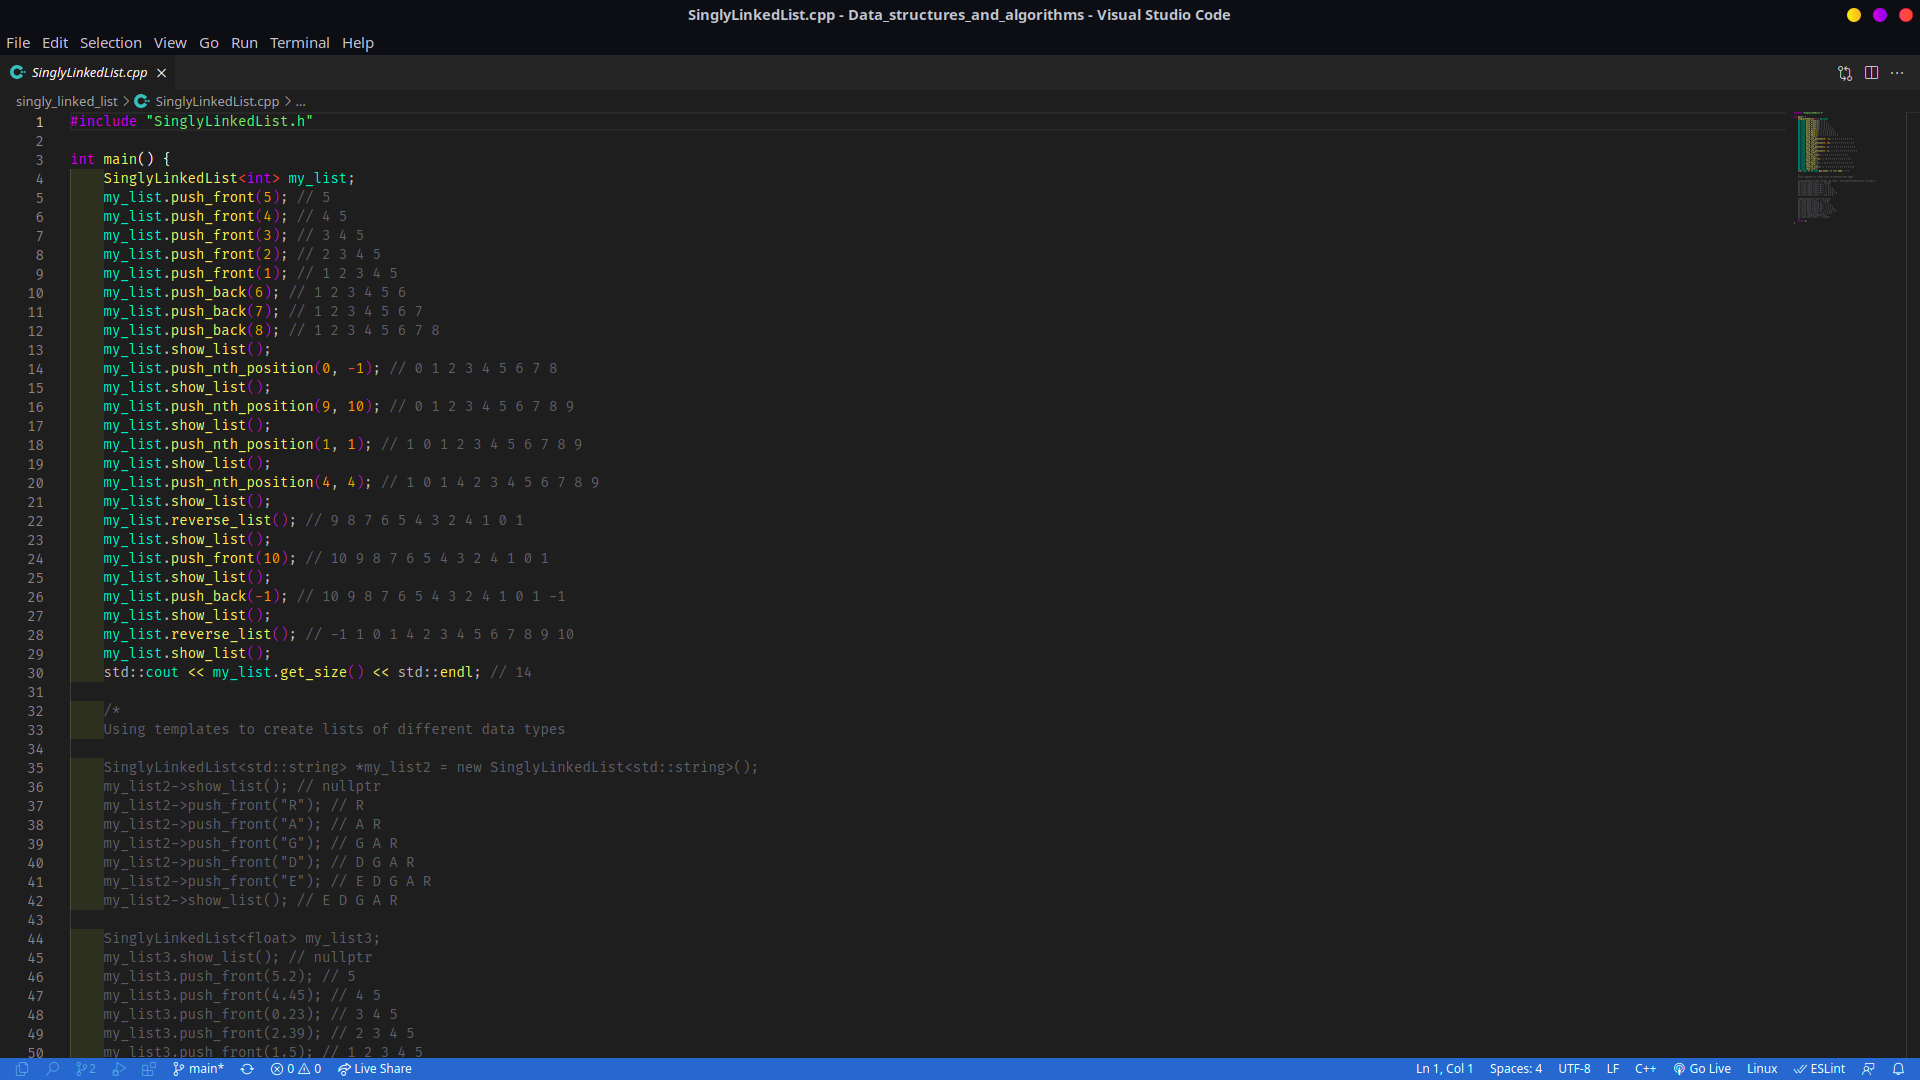 SinglyLinkedList.cpp - Data_structures_and_algorithms - Visual Studio Code
File Edit Selection View Go Run Terminal Help
SinglyLinkedList.cpp
singly_linked_list > SinglyLinkedList.cpp > ...
1 #include "SinglyLinkedList.h"
2
3 int main() {
4     SinglyLinkedList<int> my_list;
5     my_list.push_front(5); // 5
6     my_list.push_front(4); // 4 5
7     my_list.push_front(3); // 3 4 5
8     my_list.push_front(2); // 2 3 4 5
9     my_list.push_front(1); // 1 2 3 4 5
10     my_list.push_back(6); // 1 2 3 4 5 6
11     my_list.push_back(7); // 1 2 3 4 5 6 7
12     my_list.push_back(8); // 1 2 3 4 5 6 7 8
13     my_list.show_list();
14     my_list.push_nth_position(0, -1); // 0 1 2 3 4 5 6 7 8
15     my_list.show_list();
16     my_list.push_nth_position(9, 10); // 0 1 2 3 4 5 6 7 8 9
17     my_list.show_list();
18     my_list.push_nth_position(1, 1); // 1 0 1 2 3 4 5 6 7 8 9
19     my_list.show_list();
20     my_list.push_nth_position(4, 4); // 1 0 1 4 2 3 4 5 6 7 8 9
21     my_list.show_list();
22     my_list.reverse_list(); // 9 8 7 6 5 4 3 2 4 1 0 1
23     my_list.show_list();
24     my_list.push_front(10); // 10 9 8 7 6 5 4 3 2 4 1 0 1
25     my_list.show_list();
26     my_list.push_back(-1); // 10 9 8 7 6 5 4 3 2 4 1 0 1 -1
27     my_list.show_list();
28     my_list.reverse_list(); // -1 1 0 1 4 2 3 4 5 6 7 8 9 10
29     my_list.show_list();
30     std::cout << my_list.get_size() << std::endl; // 14
31
32     /*
33     Using templates to create lists of different data types
34
35     SinglyLinkedList<std::string> *my_list2 = new SinglyLinkedList<std::string>();
36     my_list2->show_list(); // nullptr
37     my_list2->push_front("R"); // R
38     my_list2->push_front("A"); // A R
39     my_list2->push_front("G"); // G A R
40     my_list2->push_front("D"); // D G A R
41     my_list2->push_front("E"); // E D G A R
42     my_list2->show_list(); // E D G A R
43
44     SinglyLinkedList<float> my_list3;
45     my_list3.show_list(); // nullptr
46     my_list3.push_front(5.2); // 5
47     my_list3.push_front(4.45); // 4 5
48     my_list3.push_front(0.23); // 3 4 5
49     my_list3.push_front(2.39); // 2 3 4 5
50     my_list3.push_front(1.5); // 1 2 3 4 5
2 main* 0 0 Live Share Ln 1, Col 1 Spaces: 4 UTF-8 LF C++ Go Live Linux ESLint